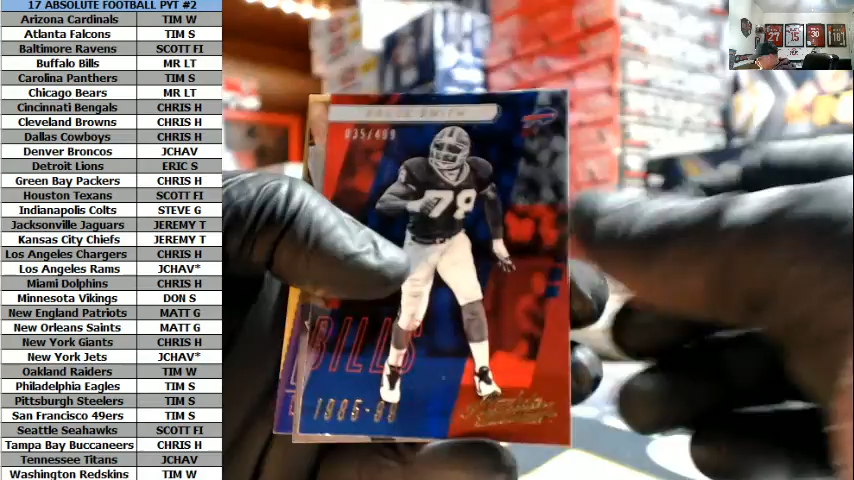 17 ABSOLUTE FOOTBALL PYT #2
Arizona Cardinals TIM W
Atlanta Falcons TIM S
Baltimore Ravens SCOTT FI
Buffalo Bills MR LT
Carolina Panthers TIM S
Chicago Bears MR LT
Cincinnati Bengals CHRIS H
Cleveland Browns CHRIS H
Dallas Cowboys CHRIS H
Denver Broncos JCHAV
Detroit Lions ERIC S
Green Bay Packers CHRIS H
Houston Texans SCOTT FI
Indianapolis Colts STEVE G
Jacksonville Jaguars JEREMY T
Kansas City Chiefs JEREMY T
Los Angeles Chargers CHRIS H
Los Angeles Rams JCHAV*
Miami Dolphins CHRIS H
Minnesota Vikings DON S
New England Patriots MATT G
New Orleans Saints MATT G
New York Giants CHRIS H
New York Jets JCHAV*
Oakland Raiders TIM W
Philadelphia Eagles TIM S
Pittsburgh Steelers TIM S
San Francisco 49ers TIM S
Seattle Seahawks SCOTT FI
Tampa Bay Buccaneers CHRIS H
Tennessee Titans JCHAV
Washington Redskins TIM W
SMITH
035/499
78
BILLS
Absolute
27
15
30